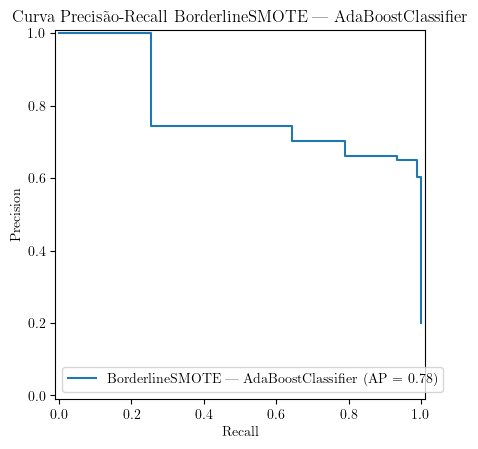 Curva Precisão-Recall BorderlineSMOTE — AdaBoostClassifier
1.0
0.8
0.6
0.4
0.2
0.0
Precision
BorderlineSMOTE — AdaBoostClassifier (AP = 0.78)
0.0 0.2 0.4 0.6 0.8 1.0
Recall